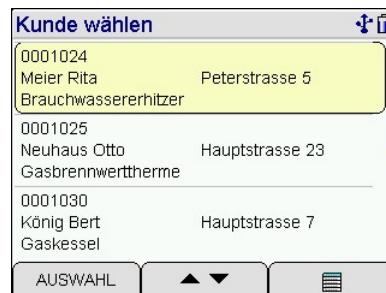 Kunde wählen
0001024
Meier Rita Peterstrasse 5
Brauchwassererhitzer
0001025
Neuhaus Otto Hauptstrasse 23
Gasbrennwerttherme
0001030
König Bert Hauptstrasse 7
Gaskessel
AUSWAHL